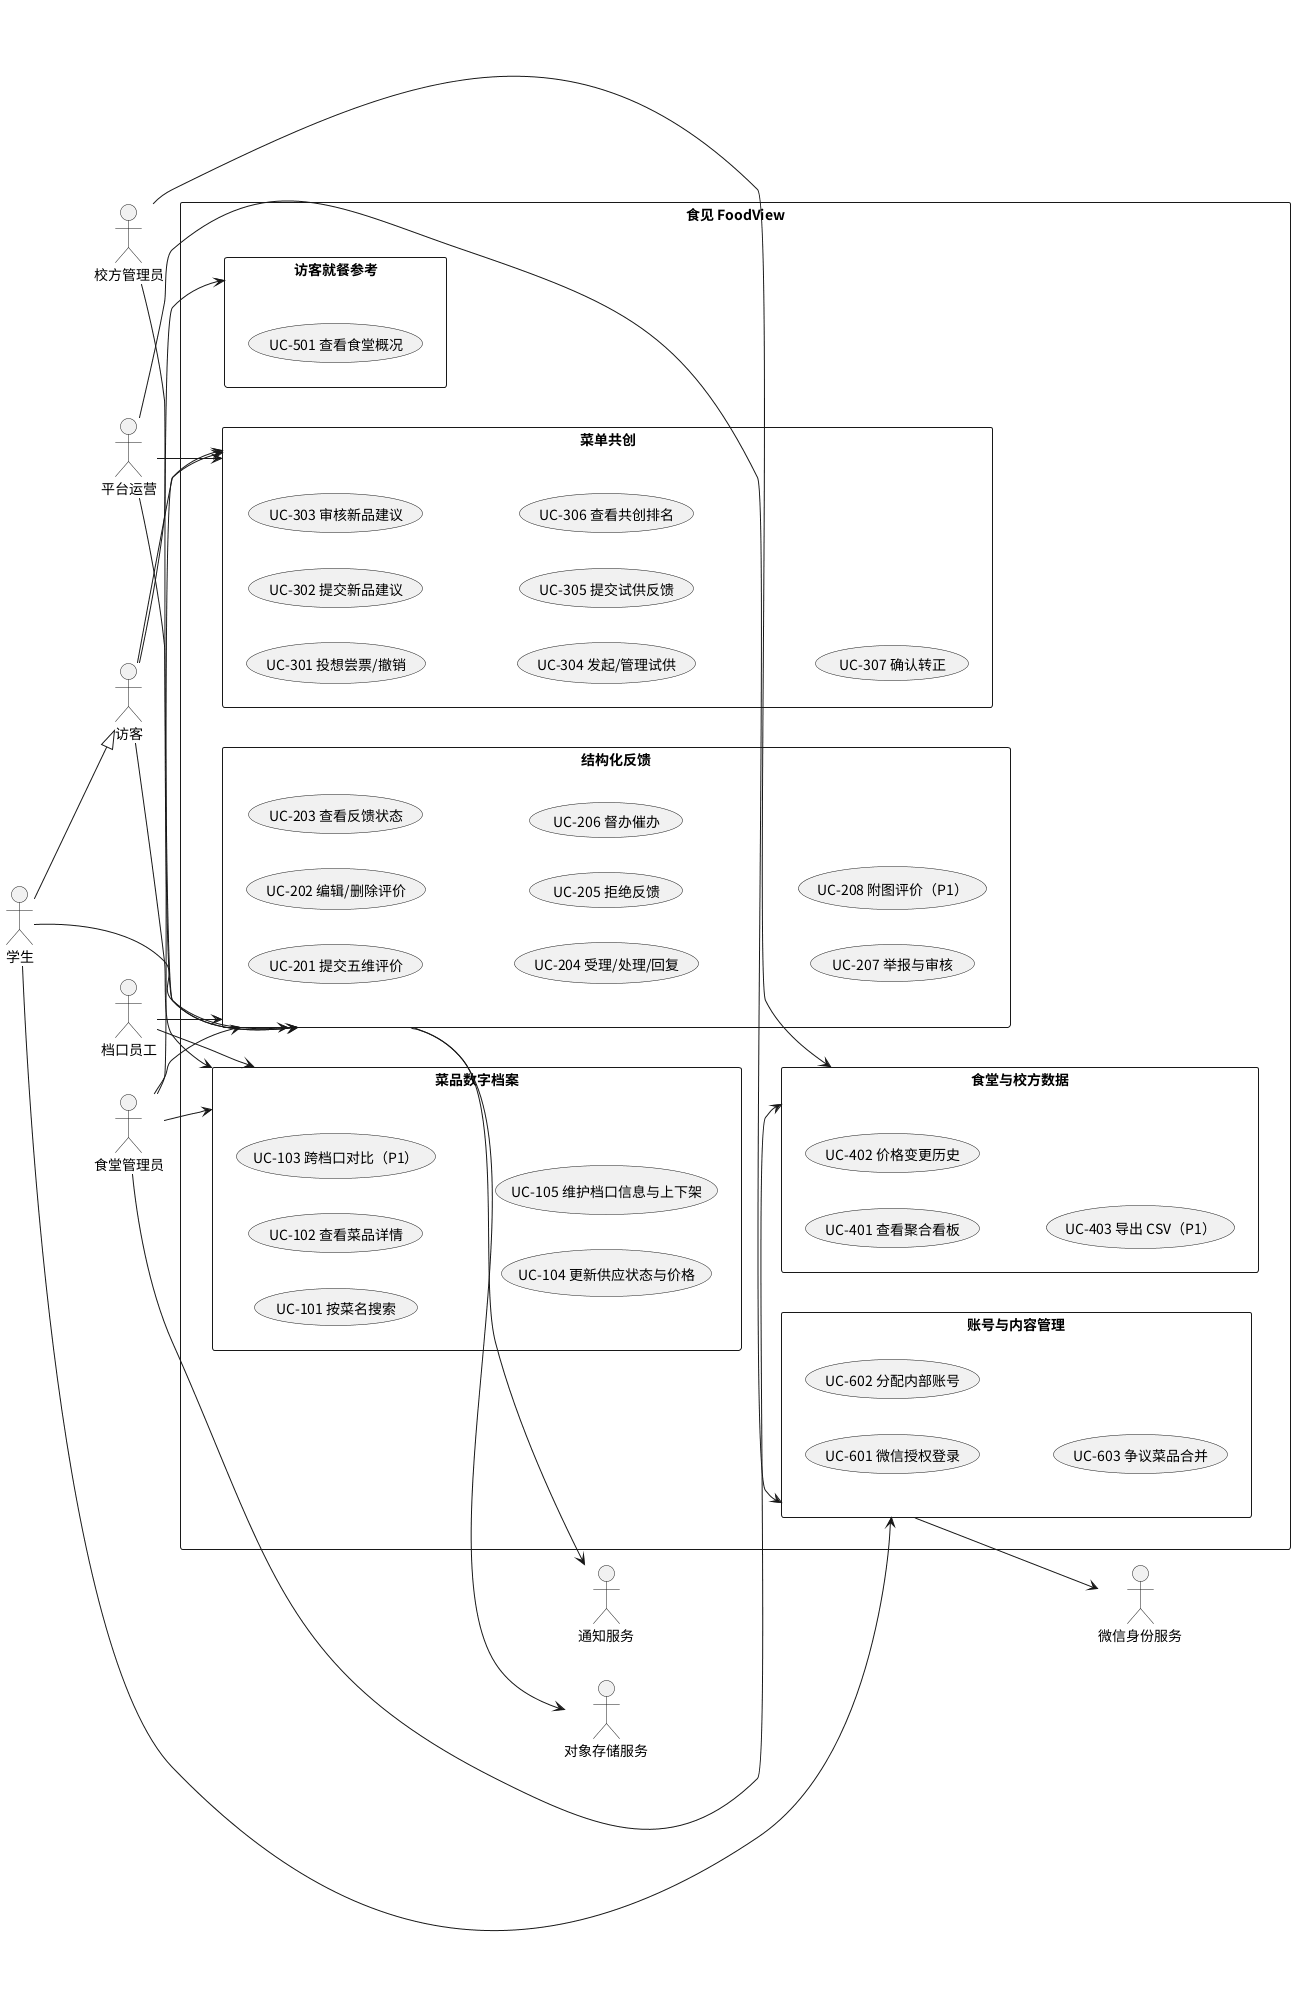 食见 FoodView
校方管理员
访客就餐参考
UC-501 查看食堂概况
平台运营
菜单共创
UC-303 审核新品建议
UC-306 查看共创排名
UC-302 提交新品建议
UC-305 提交试供反馈
UC-301 投想尝票/撤销
UC-304 发起/管理试供
UC-307 确认转正
访客
结构化反馈
UC-203 查看反馈状态
UC-206 督办催办
UC-202 编辑/删除评价
UC-205 拒绝反馈
UC-208 附图评价（P1）
UC-201 提交五维评价
UC-204 受理/处理/回复
UC-207 举报与审核
学生
档口员工
食堂管理员
菜品数字档案
UC-103 跨档口对比（P1）
UC-105 维护档口信息与上下架
UC-102 查看菜品详情
UC-104 更新供应状态与价格
UC-101 按菜名搜索
食堂与校方数据
UC-402 价格变更历史
UC-401 查看聚合看板
UC-403 导出 CSV（P1）
账号与内容管理
UC-602 分配内部账号
UC-601 微信授权登录
UC-603 争议菜品合并
通知服务
微信身份服务
对象存储服务